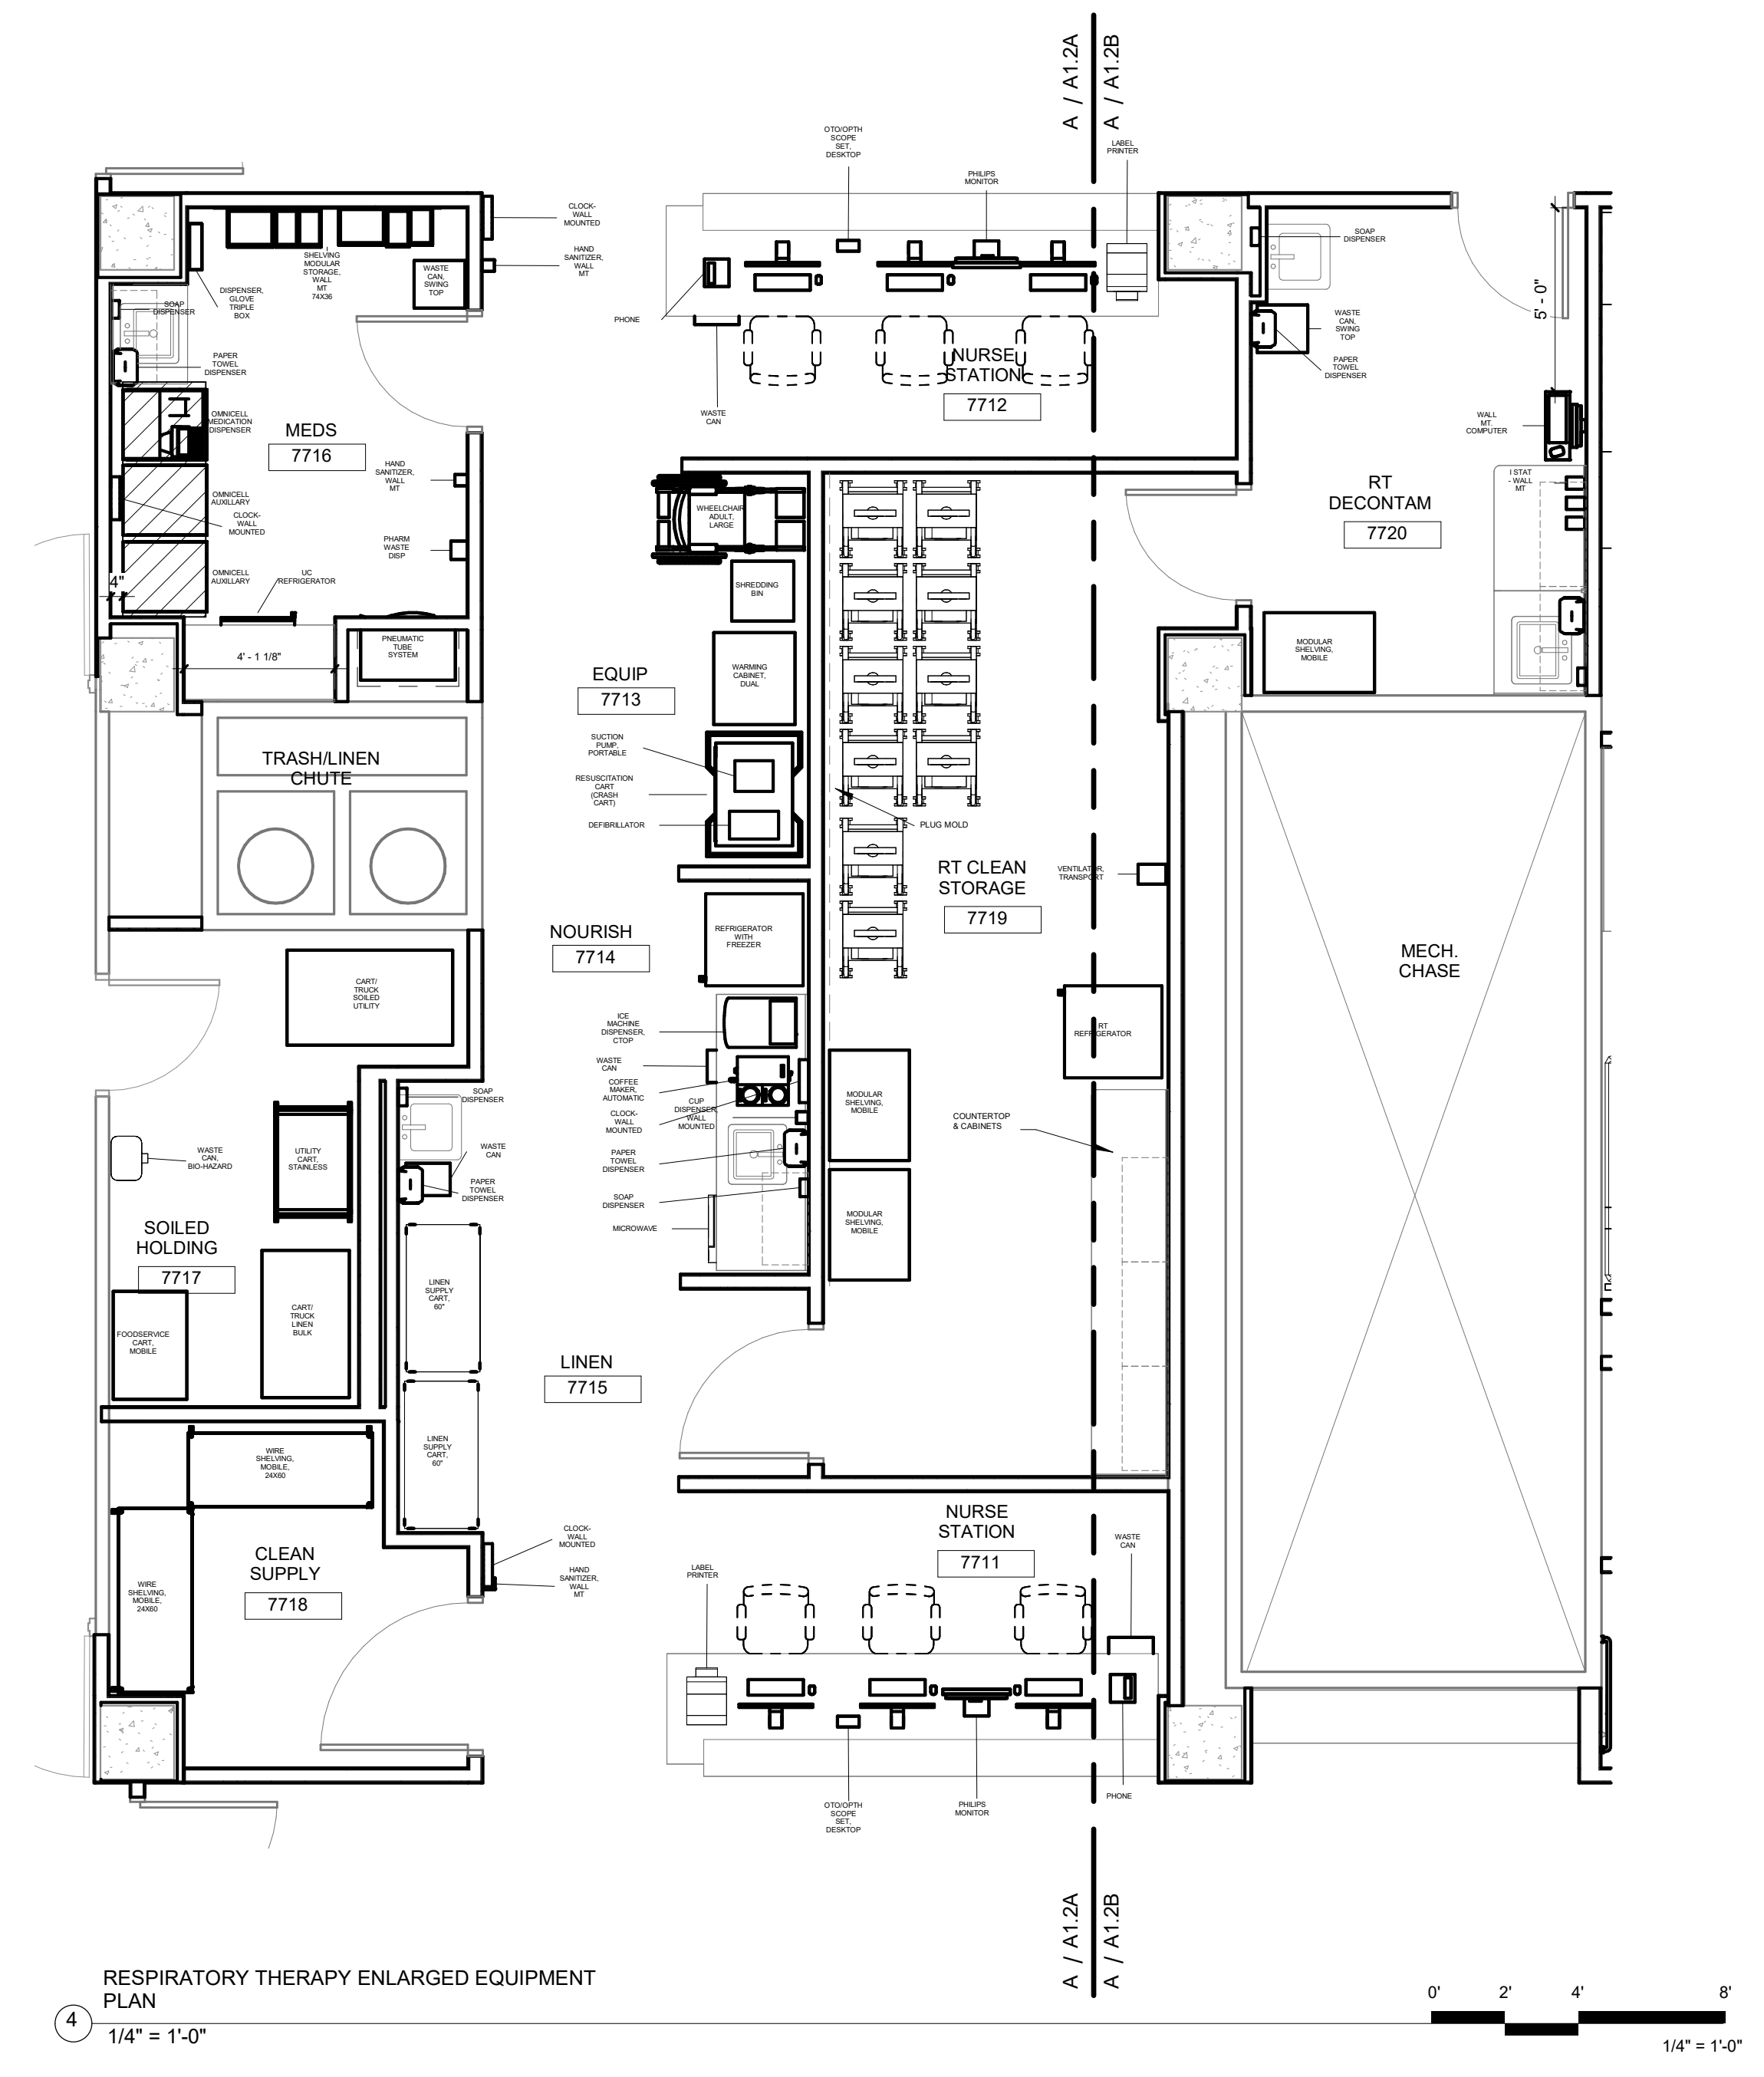 A / A1.2A
A / A1.2B
OTO/OPTH
SCOPE
SET,
DESKTOP
LABEL
PRINTER
PHILIPS
MONITOR
CLOCK-
WALL
MOUNTED
HAND
SANITIZER,
WALL
MT
SHELVING
MODULAR
STORAGE,
WALL
MT
74X36
WASTE
CAN,
SWING
TOP
DISPENSER,
GLOVE
TRIPLE
BOX
SOAP
DISPENSER
PAPER
TOWEL
DISPENSER
OMNICELL
MEDICATION
DISPENSER
MEDS
7716
OMNICELL
AUXILLARY
CLOCK-
WALL
MOUNTED
HAND
SANITIZER,
WALL
MT
PHARM
WASTE
DISP
OMNICELL
AUXILLARY
UC
REFRIGERATOR
4"
4' - 1 1/8"
PNEUMATIC
TUBE
SYSTEM
PHONE
WASTE
CAN
NURSE
STATION
7712
SOAP
DISPENSER
WASTE
CAN,
SWING
TOP
PAPER
TOWEL
DISPENSER
5' - 0"
WALL
MT.
COMPUTER
I STAT
- WALL
MT
RT
DECONTAM
7720
MODULAR
SHELVING,
MOBILE
WHEELCHAIR
ADULT,
LARGE
SHREDDING
BIN
WARMING
CABINET,
DUAL
EQUIP
7713
SUCTION
PUMP,
PORTABLE
RESUSCITATION
CART
(CRASH
CART)
DEFIBRILLATOR
PLUG MOLD
TRASH/LINEN
CHUTE
RT CLEAN
STORAGE
7719
VENTILATOR,
TRANSPORT
NOURISH
7714
REFRIGERATOR
WITH
FREEZER
MECH.
CHASE
CART/
TRUCK
SOILED
UTILITY
ICE
MACHINE
DISPENSER,
CTOP
WASTE
CAN
COFFEE
MAKER,
AUTOMATIC
CUP
DISPENSER,
WALL
MOUNTED
CLOCK-
WALL
MOUNTED
PAPER
TOWEL
DISPENSER
SOAP
DISPENSER
MICROWAVE
RT
REFRIGERATOR
MODULAR
SHELVING,
MOBILE
COUNTERTOP
& CABINETS
MODULAR
SHELVING,
MOBILE
SOAP
DISPENSER
WASTE
CAN
PAPER
TOWEL
DISPENSER
WASTE
CAN,
BIO-HAZARD
UTILITY
CART,
STAINLESS
SOILED
HOLDING
7717
CART/
TRUCK
LINEN
BULK
FOODSERVICE
CART,
MOBILE
LINEN
SUPPLY
CART,
60"
LINEN
7715
LINEN
SUPPLY
CART,
60"
WIRE
SHELVING,
MOBILE,
24X60
WIRE
SHELVING,
MOBILE,
24X60
CLEAN
SUPPLY
7718
CLOCK-
WALL
MOUNTED
HAND
SANITIZER,
WALL
MT
NURSE
STATION
7711
LABEL
PRINTER
WASTE
CAN
OTO/OPTH
SCOPE
SET,
DESKTOP
PHILIPS
MONITOR
PHONE
A / A1.2A
A / A1.2B
RESPIRATORY THERAPY ENLARGED EQUIPMENT
PLAN
4
1/4" = 1'-0"
0' 2' 4' 8'
1/4" = 1'-0"